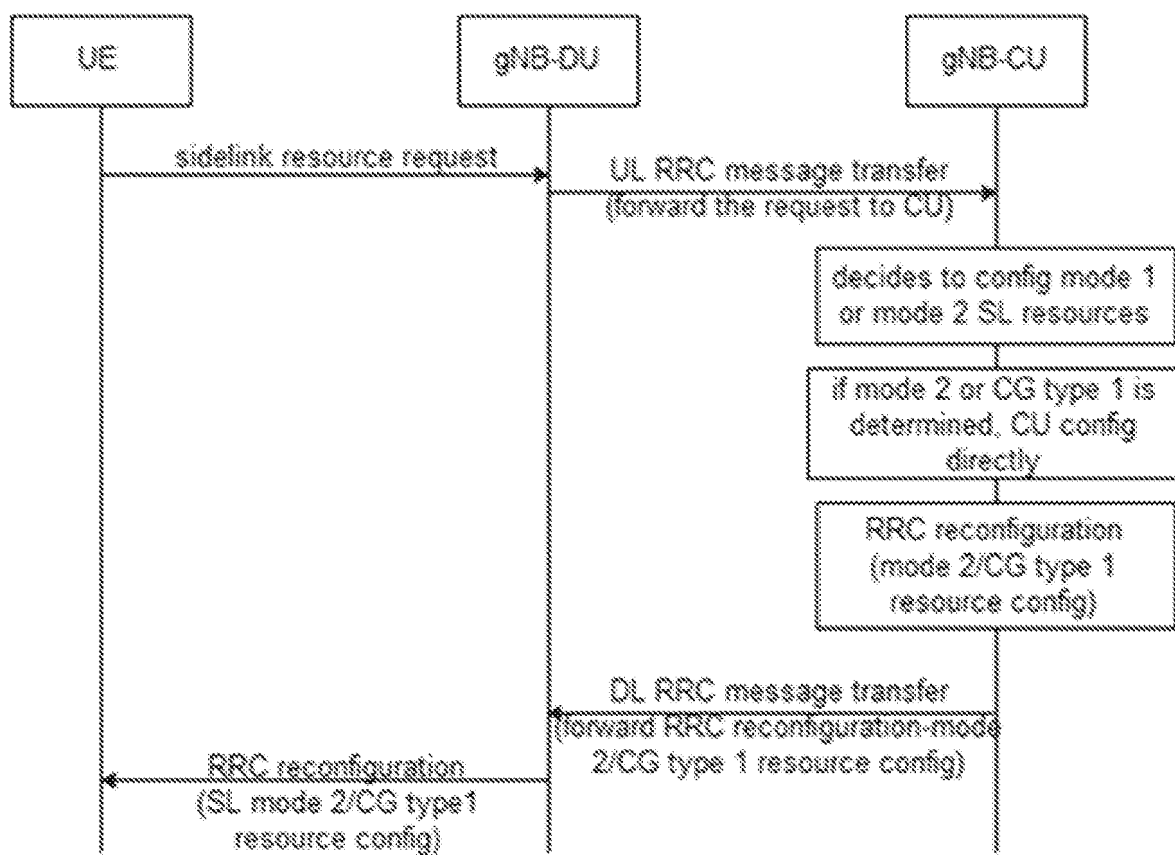 UE
gNB-DU
gNB-CU
sidelink resource request
UL RRC message transfer
(forward the request to CU)
decides to config mode 1
or mode 2 SL resources
if mode 2 or CG type 1 is
determined, CU config
directly
RRC reconfiguration
(mode 2/CG type 1
resource config)
DL RRC message transfer
(forward RRC reconfiguration-mode
2/CG type 1 resource config)
RRC reconfiguration
(SL mode 2/CG type1
resource config)